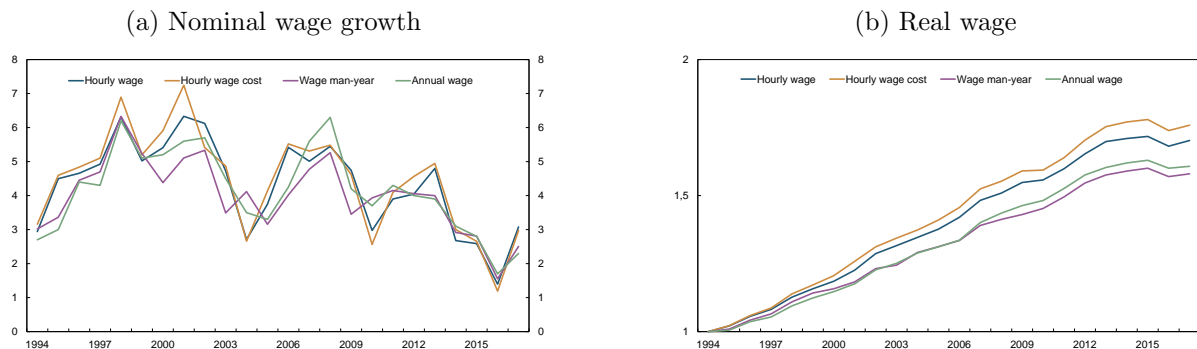 (a) Nominal wage growth
8 8
Hourly wage Hourly wage cost Wage man-year Annual wage
7 7
6 6
5 5
4 4
3 3
2 2
1 1
0 0
1994 1997 2000 2003 2006 2009 2012 2015
(b) Real wage
2
Hourly wage Hourly wage cost Wage man-year Annual wage
1.5
1
1994 1997 2000 2003 2006 2009 2012 2015